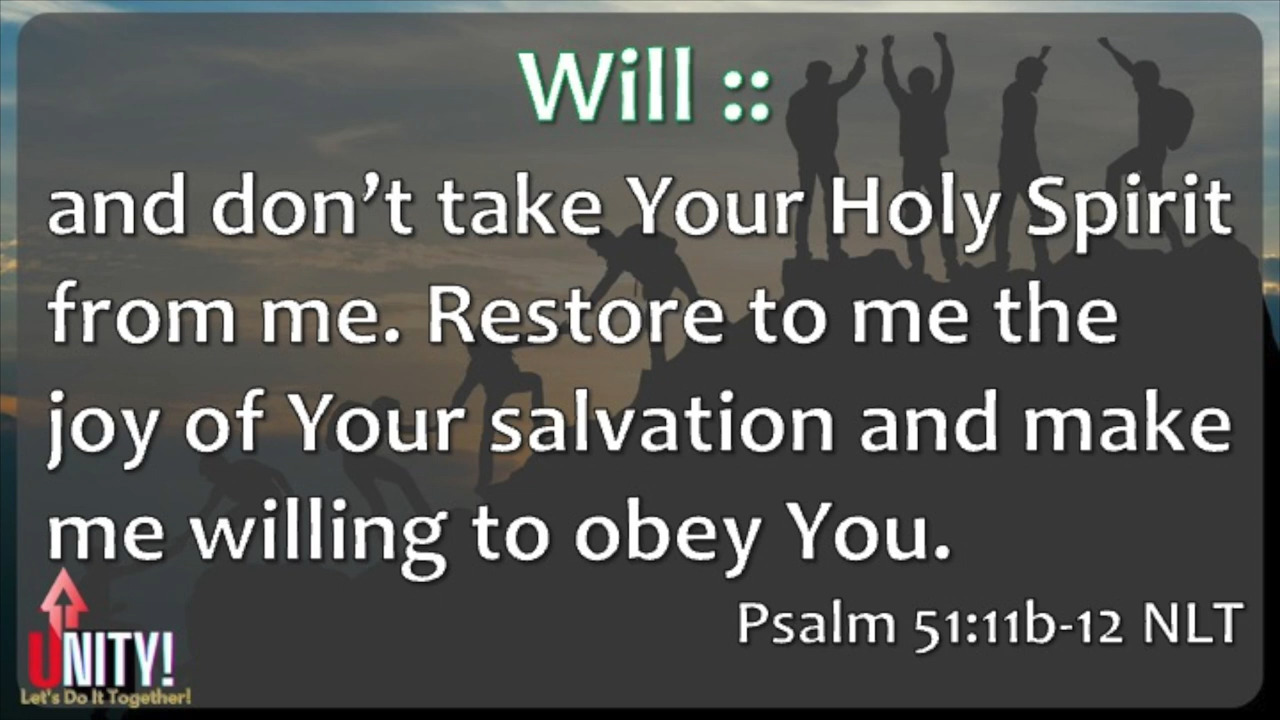 Will ::
and don’t take Your Holy Spirit
from me. Restore to me the
joy of Your salvation and make
me willing to obey You.
Psalm 51:11b-12 NLT
UNITY!
Let's Do It Together!